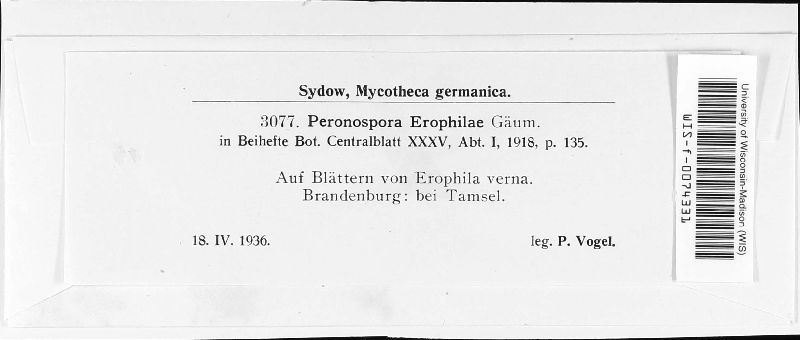 Sydow, Mycotheca germanica.
3077. Peronospora Erophilae Gäum.
in Beihefte Bot. Centralblatt XXXV, Abt. I, 1918, p. 135.
Auf Blättern von Erophila verna.
Brandenburg: bei Tamsel.
18. IV. 1936. leg. P. Vogel.
University of Wisconsin-Madison (WIS)
WIS-f-0074331